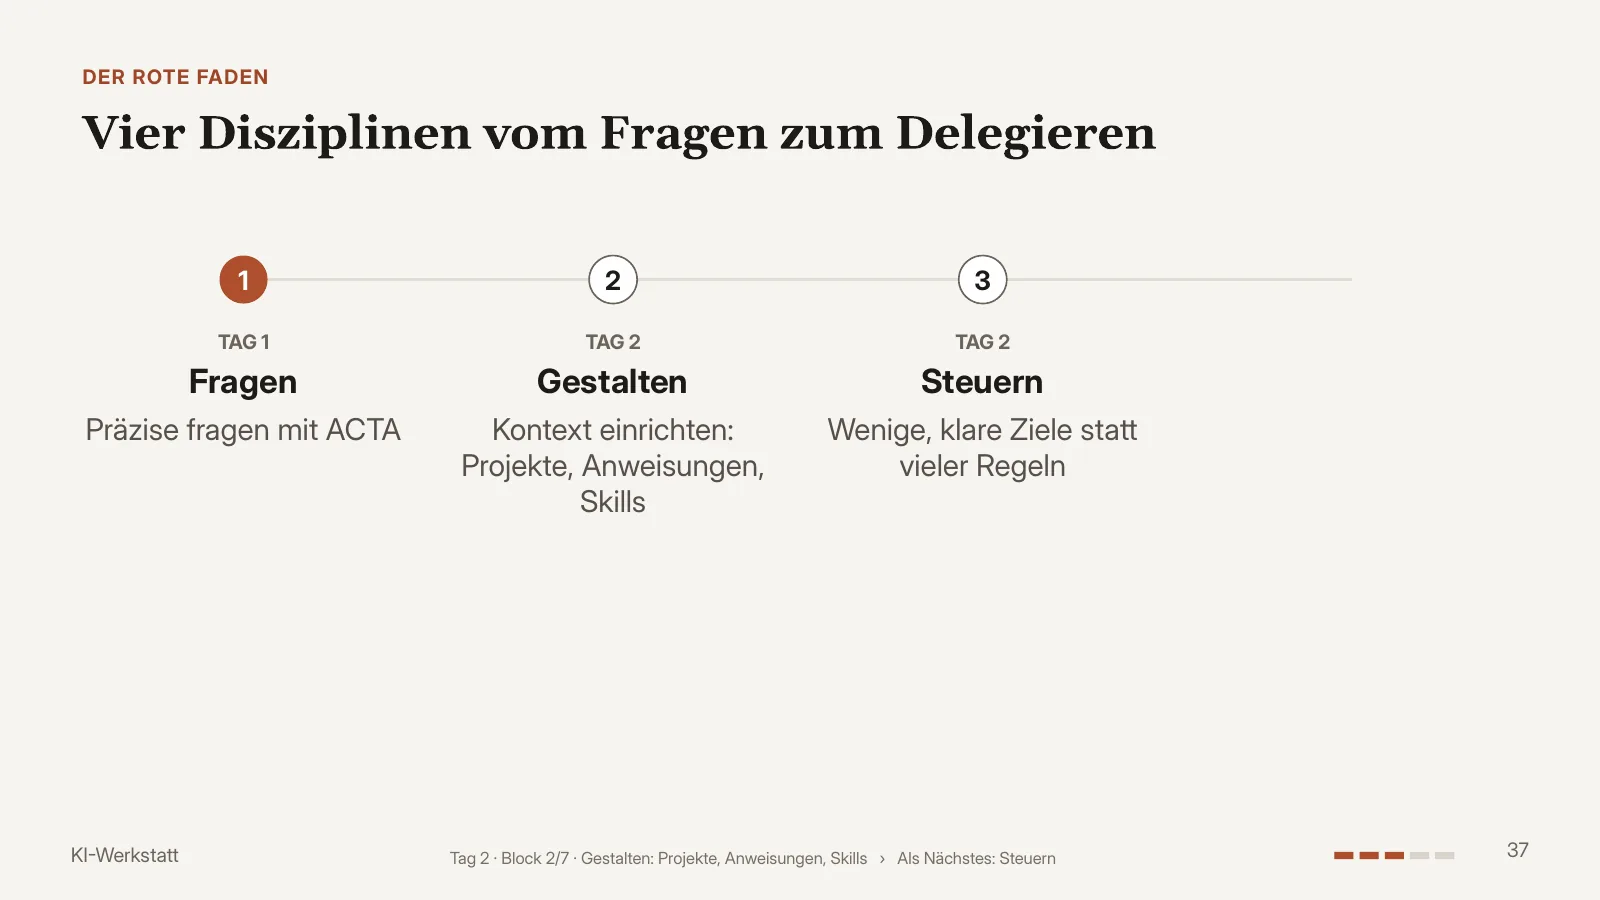 DER ROTE FADEN
Vier Disziplinen vom Fragen zum Delegieren
1
2
3
TAG 1
TAG 2
TAG 2
Fragen
Gestalten
Steuern
Präzise fragen mit ACTA
Kontext einrichten:
Projekte, Anweisungen,
Skills
Wenige, klare Ziele statt
vieler Regeln
KI-Werkstatt
Tag 2 · Block 2/7 · Gestalten: Projekte, Anweisungen, Skills › Als Nächstes: Steuern
37